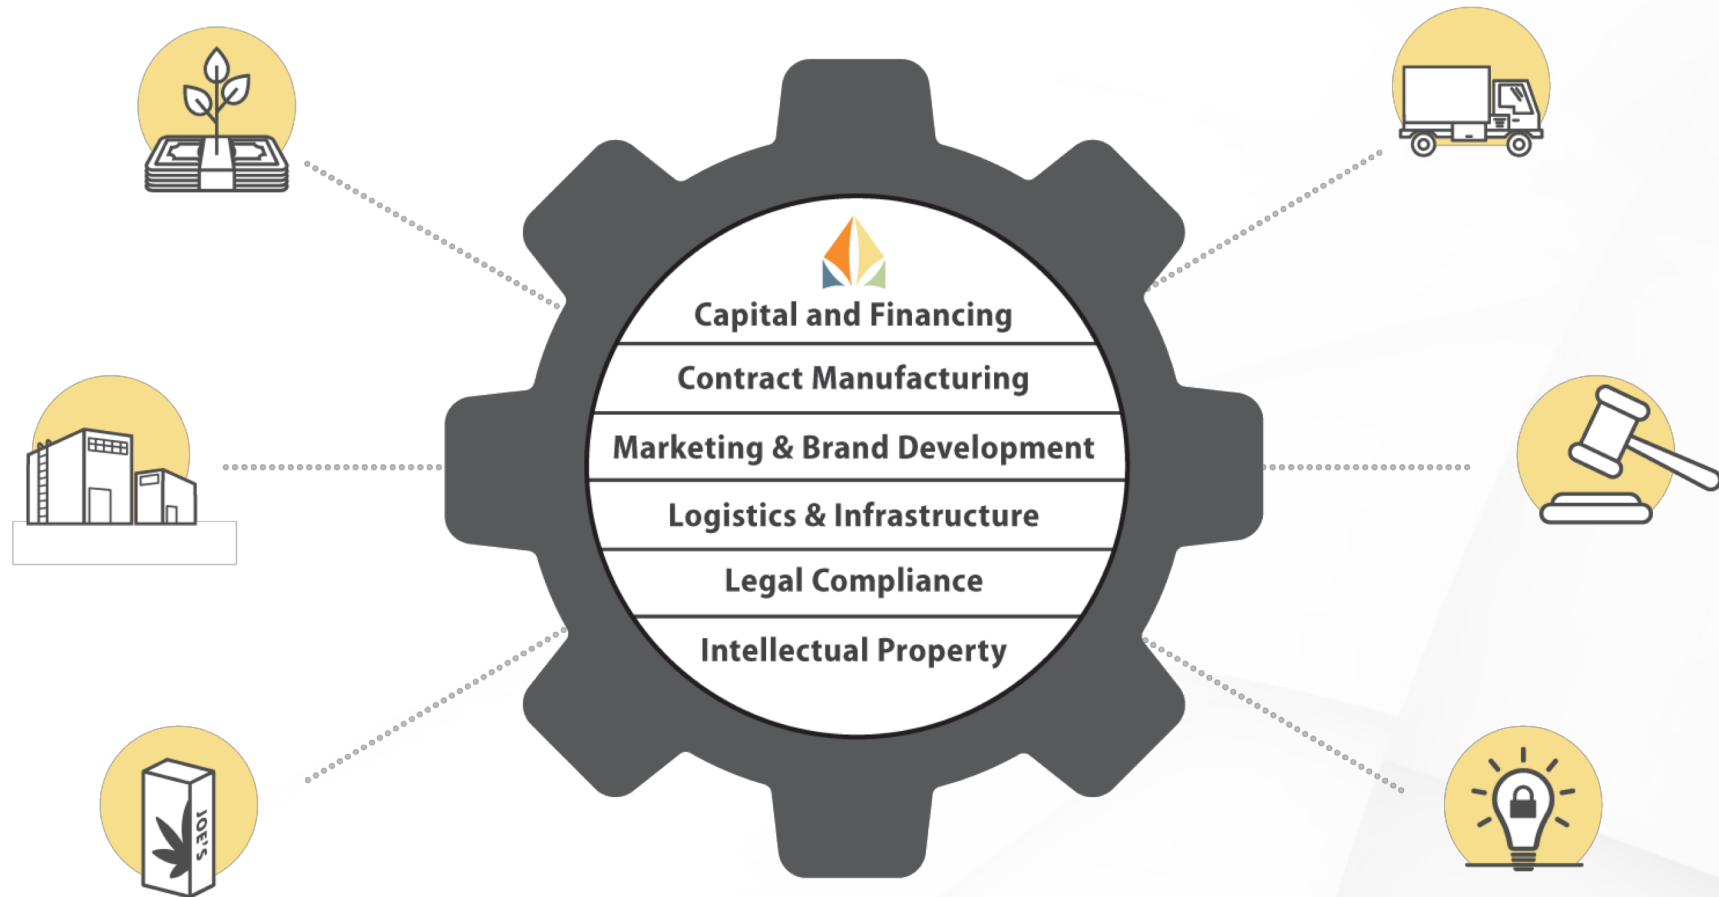 Capital and Financing
Contract Manufacturing
Marketing & Brand Development
Logistics & Infrastructure
Legal Compliance
Intellectual Property
JOE'S